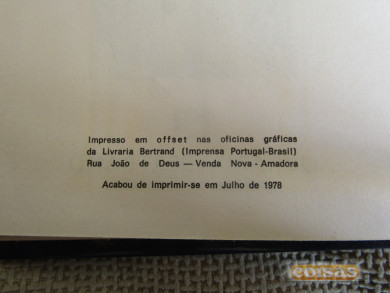 Impresso em offset nas oficinas gráficas
da Livraria Bertrand (Imprensa Portugal-Brasil)
Rua João de Deus — Venda Nova - Amadora
Acabou de imprimir-se em Julho de 1978
coisas